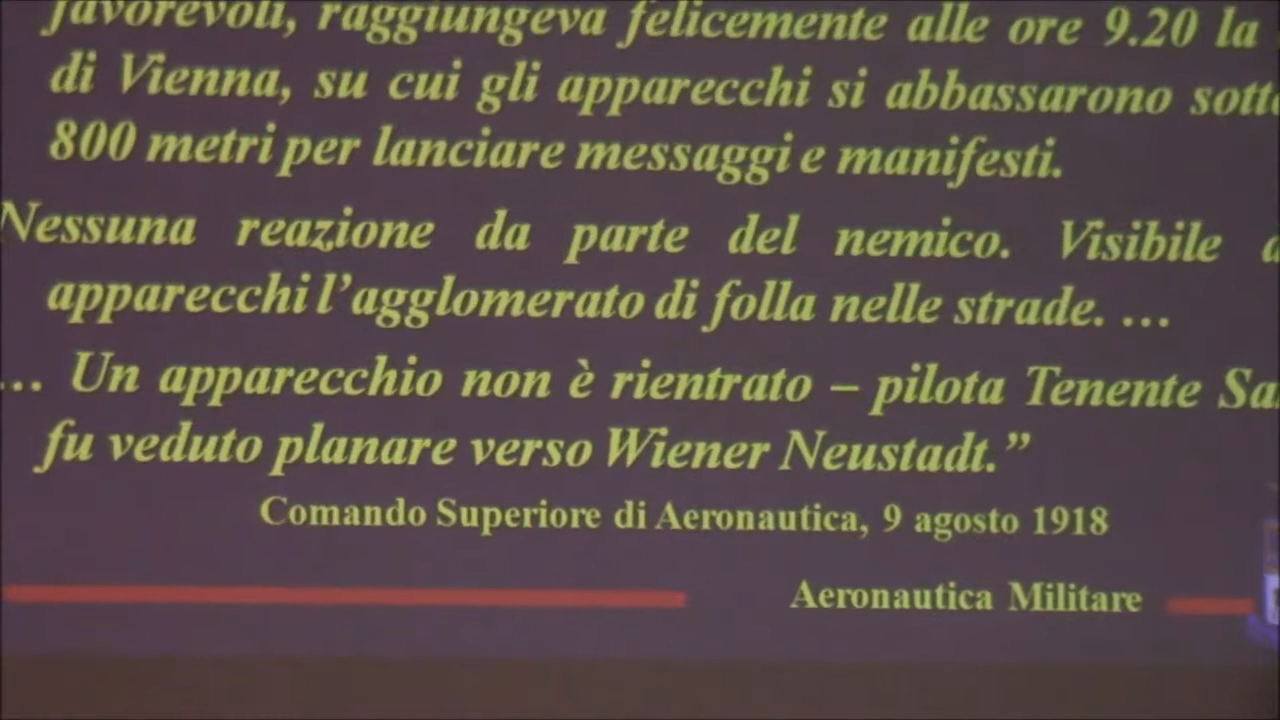 favorevoli, raggiungeva felicemente alle ore 9.20 la
di Vienna, su cui gli apparecchi si abbassarono
800 metri per lanciare messaggi e manifesti.
Nessuna reazione da parte del nemico. Visibile
apparecchi l'agglomerato di folla nelle strade. ...
... Un apparecchio non è rientrato – pilota Tenente
fu veduto planare verso Wiener Neustadt.”
Comando Superiore di Aeronautica, 9 agosto 1918
Aeronautica Militare